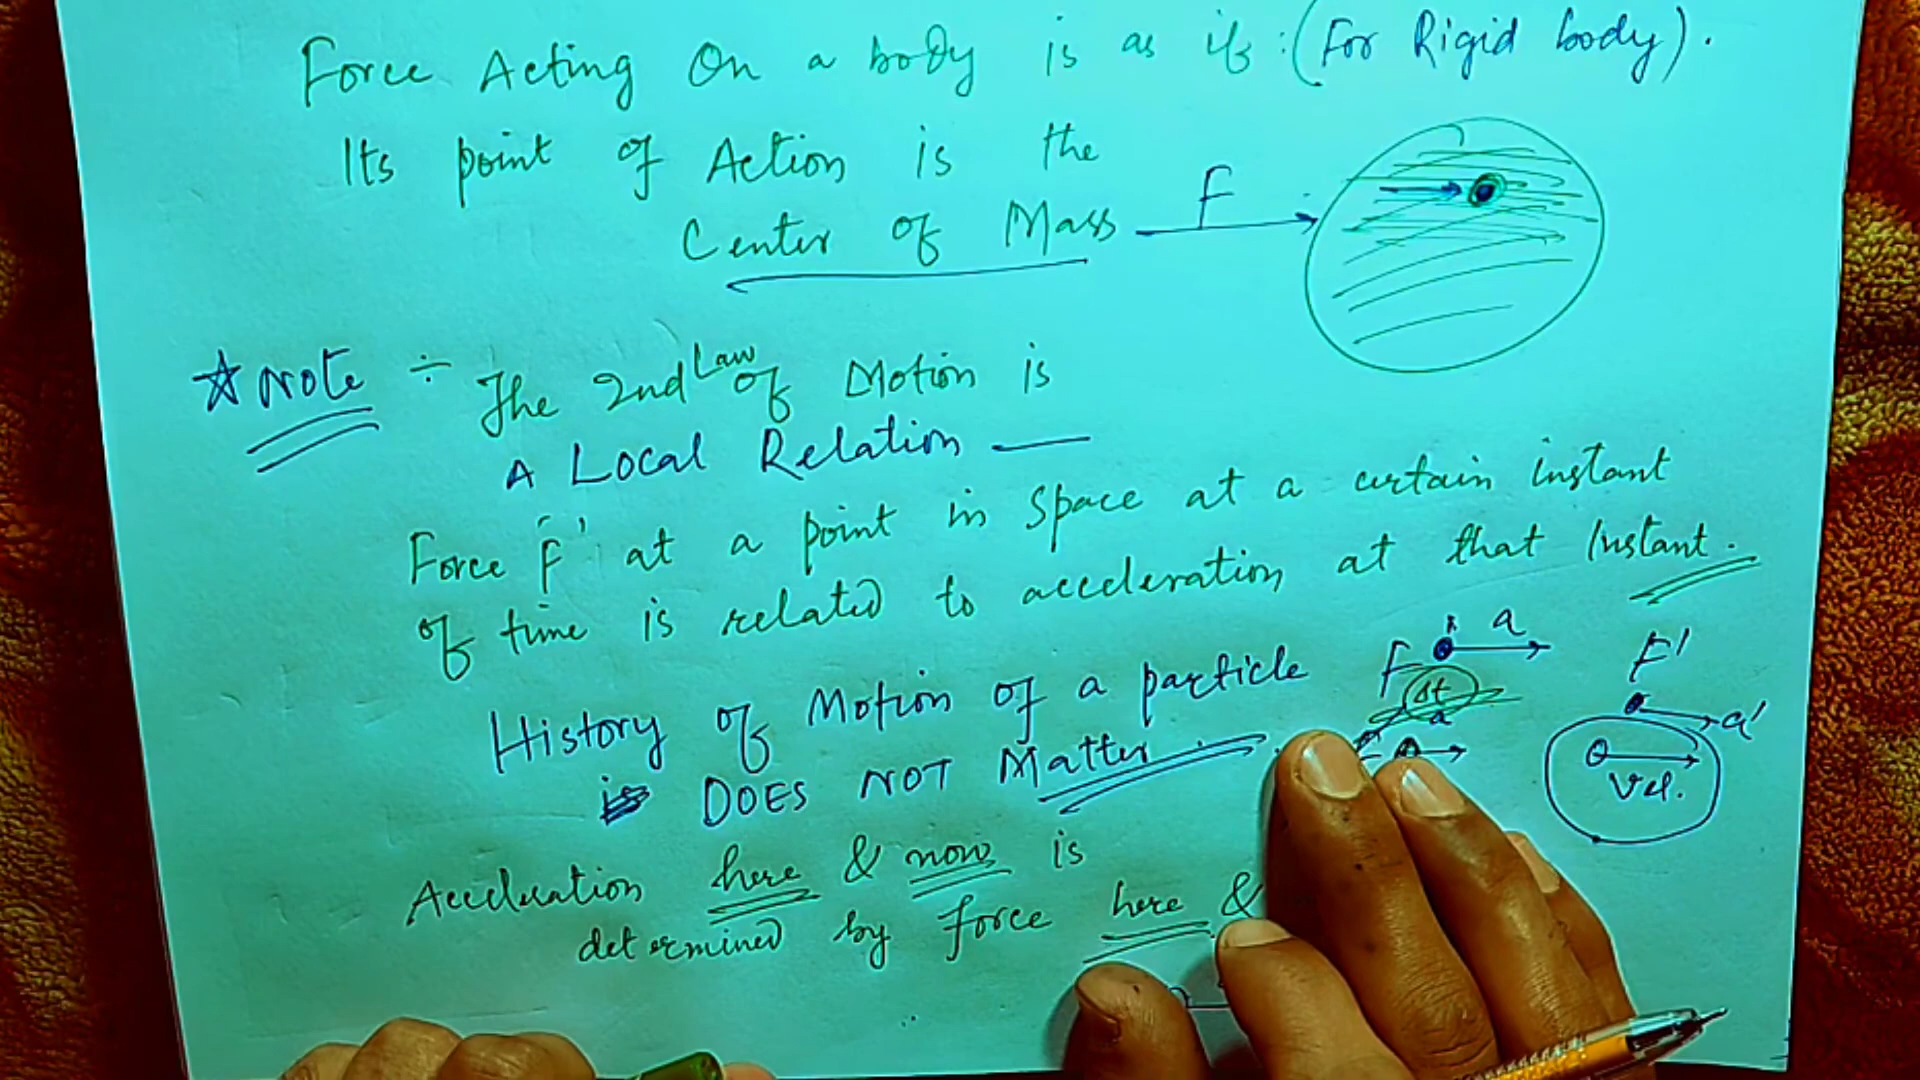 Force Acting On a body is as if : (For Rigid body).
Its point of Action is the
Center of Mass
F
☆ Note ÷ The 2nd Law of Motion is
A Local Relation —
Force 'F' at a point in space at a certain instant
of time is related to acceleration at that Instant.
F a
F'
History of Motion of a particle
Δt
a
a'
DOES NOT Matter
Vel.
Acceleration here & now is
determined by force here &